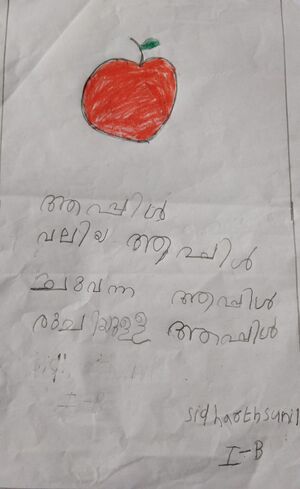 ആപ്പിൾ
വലിയ ആപ്പിൾ
ചുവന്ന ആപ്പിൾ
രുചിയുള്ള ആപ്പിൾ
I-B
sidharthsunil
I-B